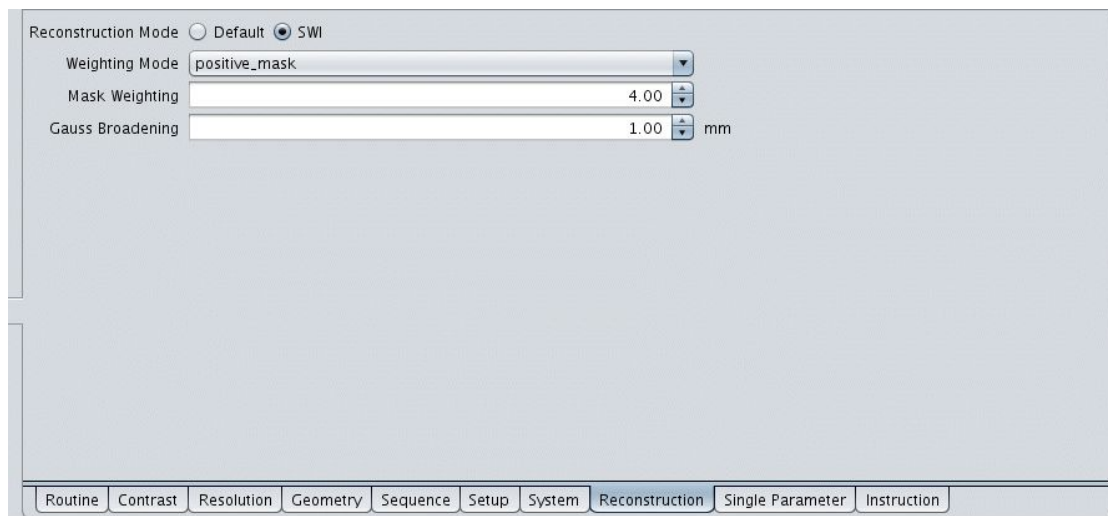 Reconstruction Mode Default SWI
Weighting Mode positive_mask
Mask Weighting 4.00
Gauss Broadening 1.00 mm
Routine Contrast Resolution Geometry Sequence Setup System Reconstruction Single Parameter Instruction